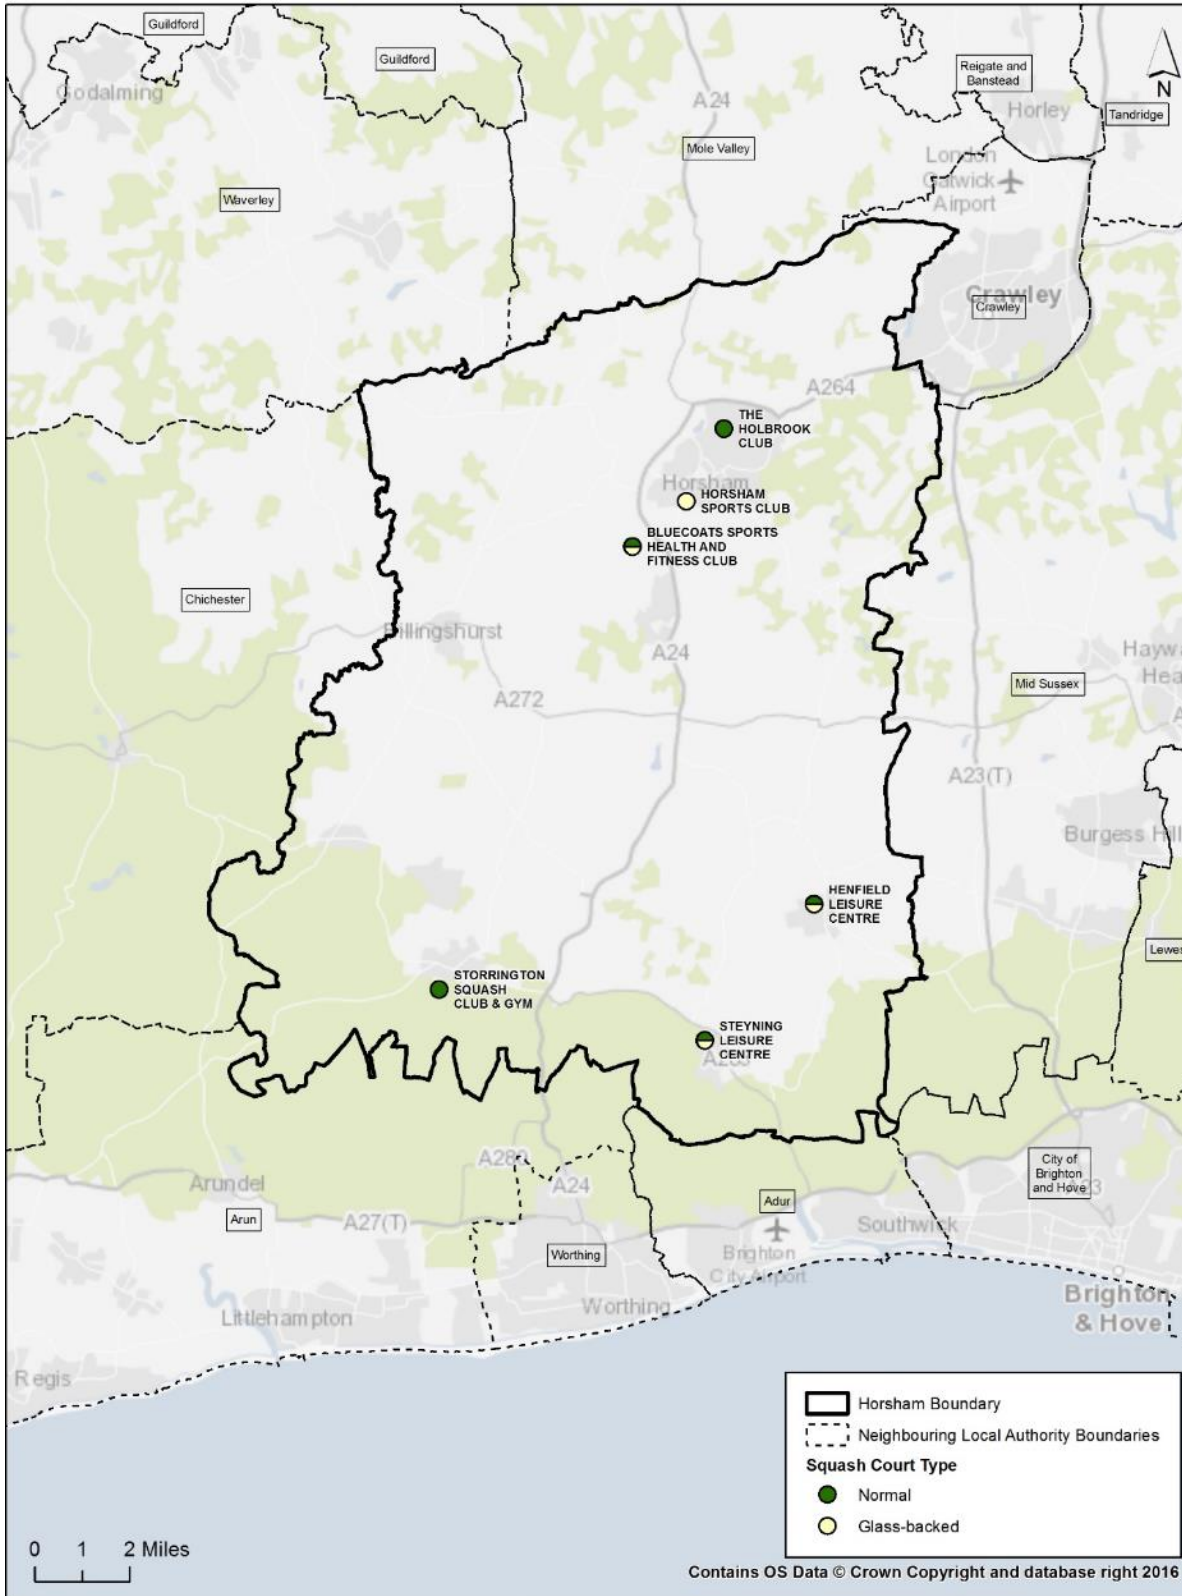 Guildford
Guildford
Godalming
A24
Reigate and
Banstead
N
Horley
Tandridge
Mole Valley
London
Gatwick
Airport
Waverley
Crawley
Crawley
A264
THE
HOLBROOK
CLUB
Horsham
HORSHAM
SPORTS CLUB
BLUECOATS SPORTS
HEALTH AND
FITNESS CLUB
Chichester
Billingshurst
A24
Mid Sussex
A272
A23(T)
Burgess Hill
HENFIELD
LEISURE
CENTRE
Lewes
STORRINGTON
SQUASH
CLUB & GYM
STEYNING
LEISURE
CENTRE
City of
Brighton
and Hove
A23
A280
A24
Arundel
Arun
A27(T)
Adur
Southwick
Worthing
Brighton
City Airport
Worthing
Littlehampton
Brighton
& Hove
Regis
Horsham Boundary
Neighbouring Local Authority Boundaries
Squash Court Type
Normal
Glass-backed
0 1 2 Miles
Contains OS Data © Crown Copyright and database right 2016